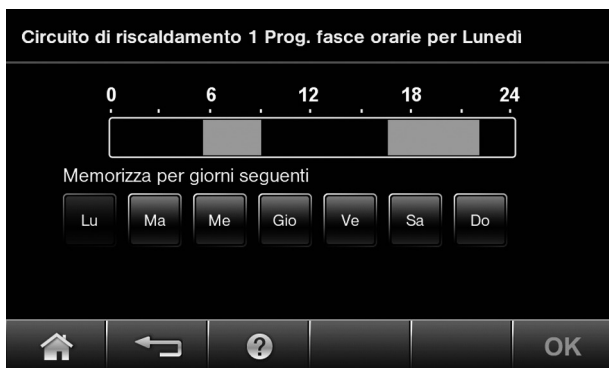 Circuito di riscaldamento 1 Prog. fasce orarie per Lunedì
0 6 12 18 24
Memorizza per giorni seguenti
Lu Ma Me Gio Ve Sa Do
? OK